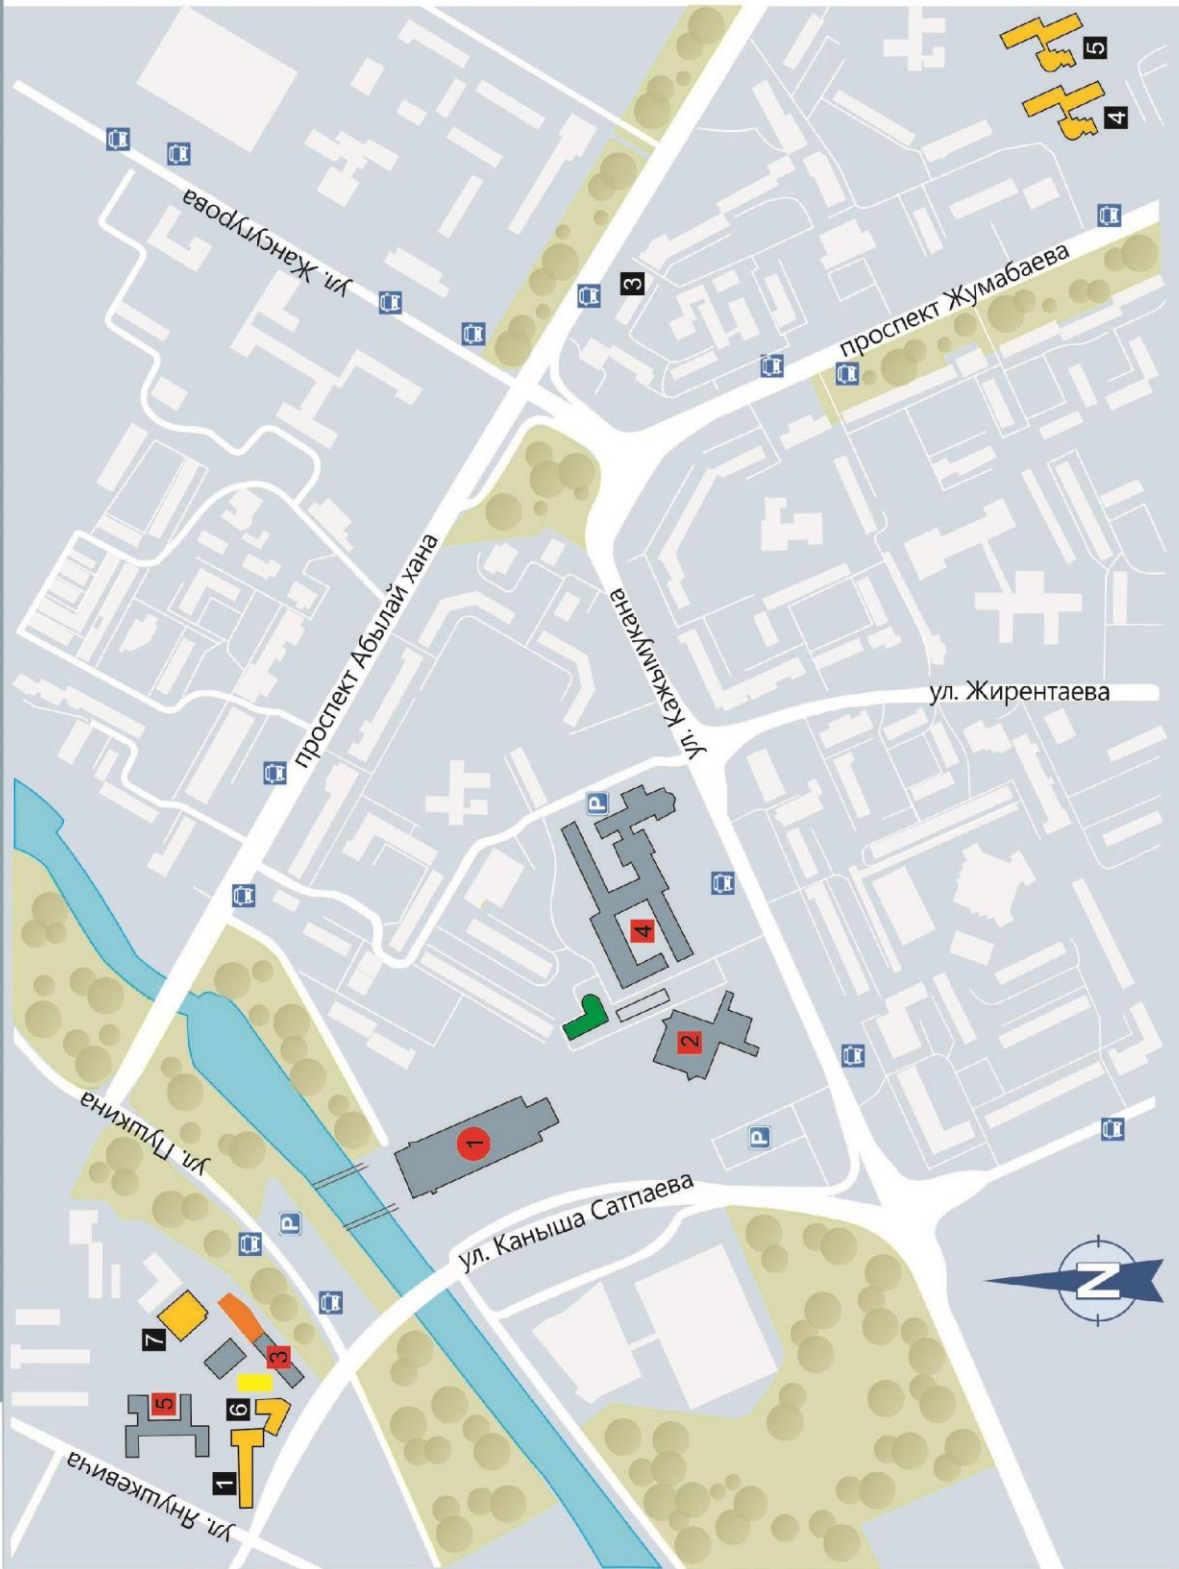 5
4
ул. Жансугурова
3
проспект Жумабаева
проспект Абылай хана
ул. Кажымукана
ул. Жирентаева
P
4
2
ул. Пушкина
1
P
ул. Каныша Сатпаева
P
N
7
3
5
6
1
ул. Янушкевича